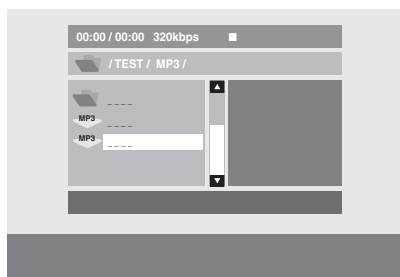 00:00 / 00:00 320kbps
/ TEST / MP3 /
_ _ _ _
MP3 _ _ _ _
MP3 _ _ _ _